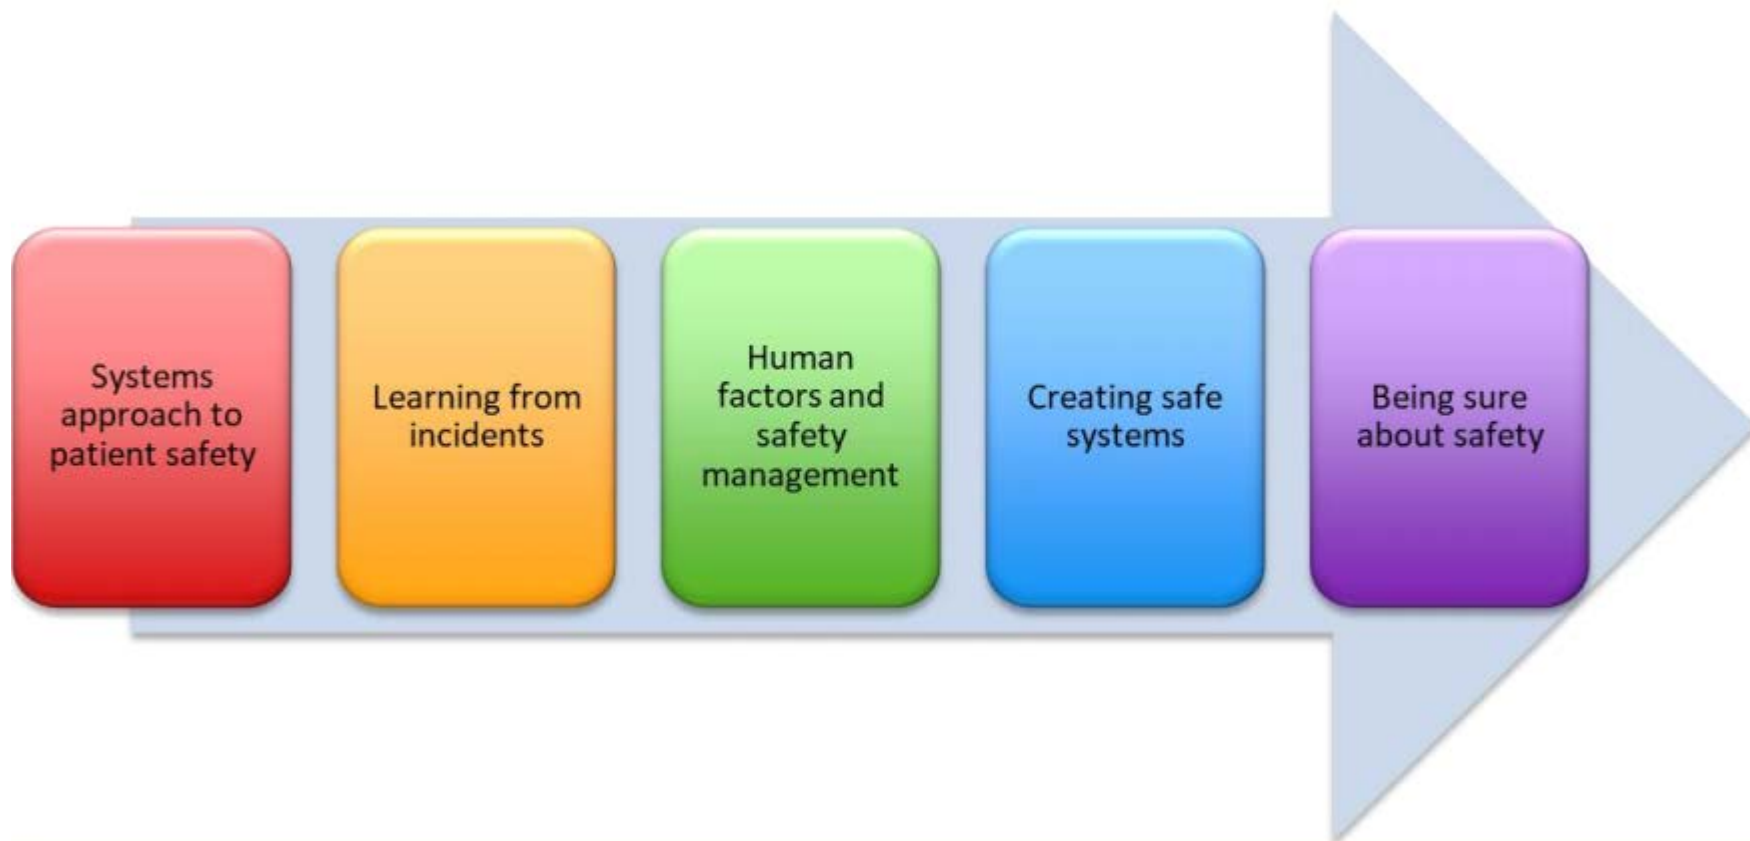 Systems
approach to
patient safety
Learning from
incidents
Human
factors and
safety
management
Creating safe
systems
Being sure
about safety